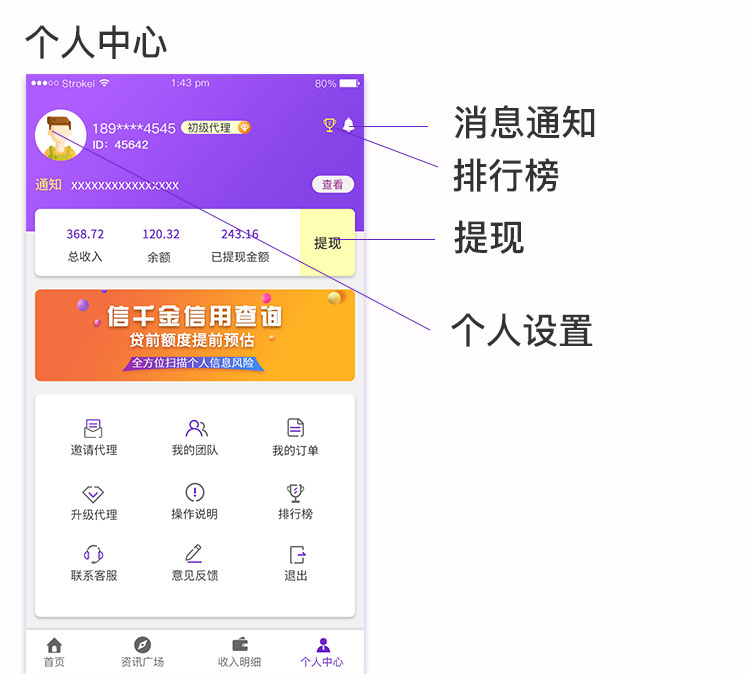 个人中心
Strokei 1:43 pm 80%
189****4545 初级代理
ID: 45642
消息通知
排行榜
通知 xxxxxxxxxxxxxxxx 查看
368.72 120.32 243.16
总收入 余额 已提现金额
提现
提现
信千金信用查询
贷前额度提前预估
全方位扫描个人信息风险
个人设置
邀请代理 我的团队 我的订单
升级代理 操作说明 排行榜
联系客服 意见反馈 退出
首页 资讯广场 收入明细 个人中心